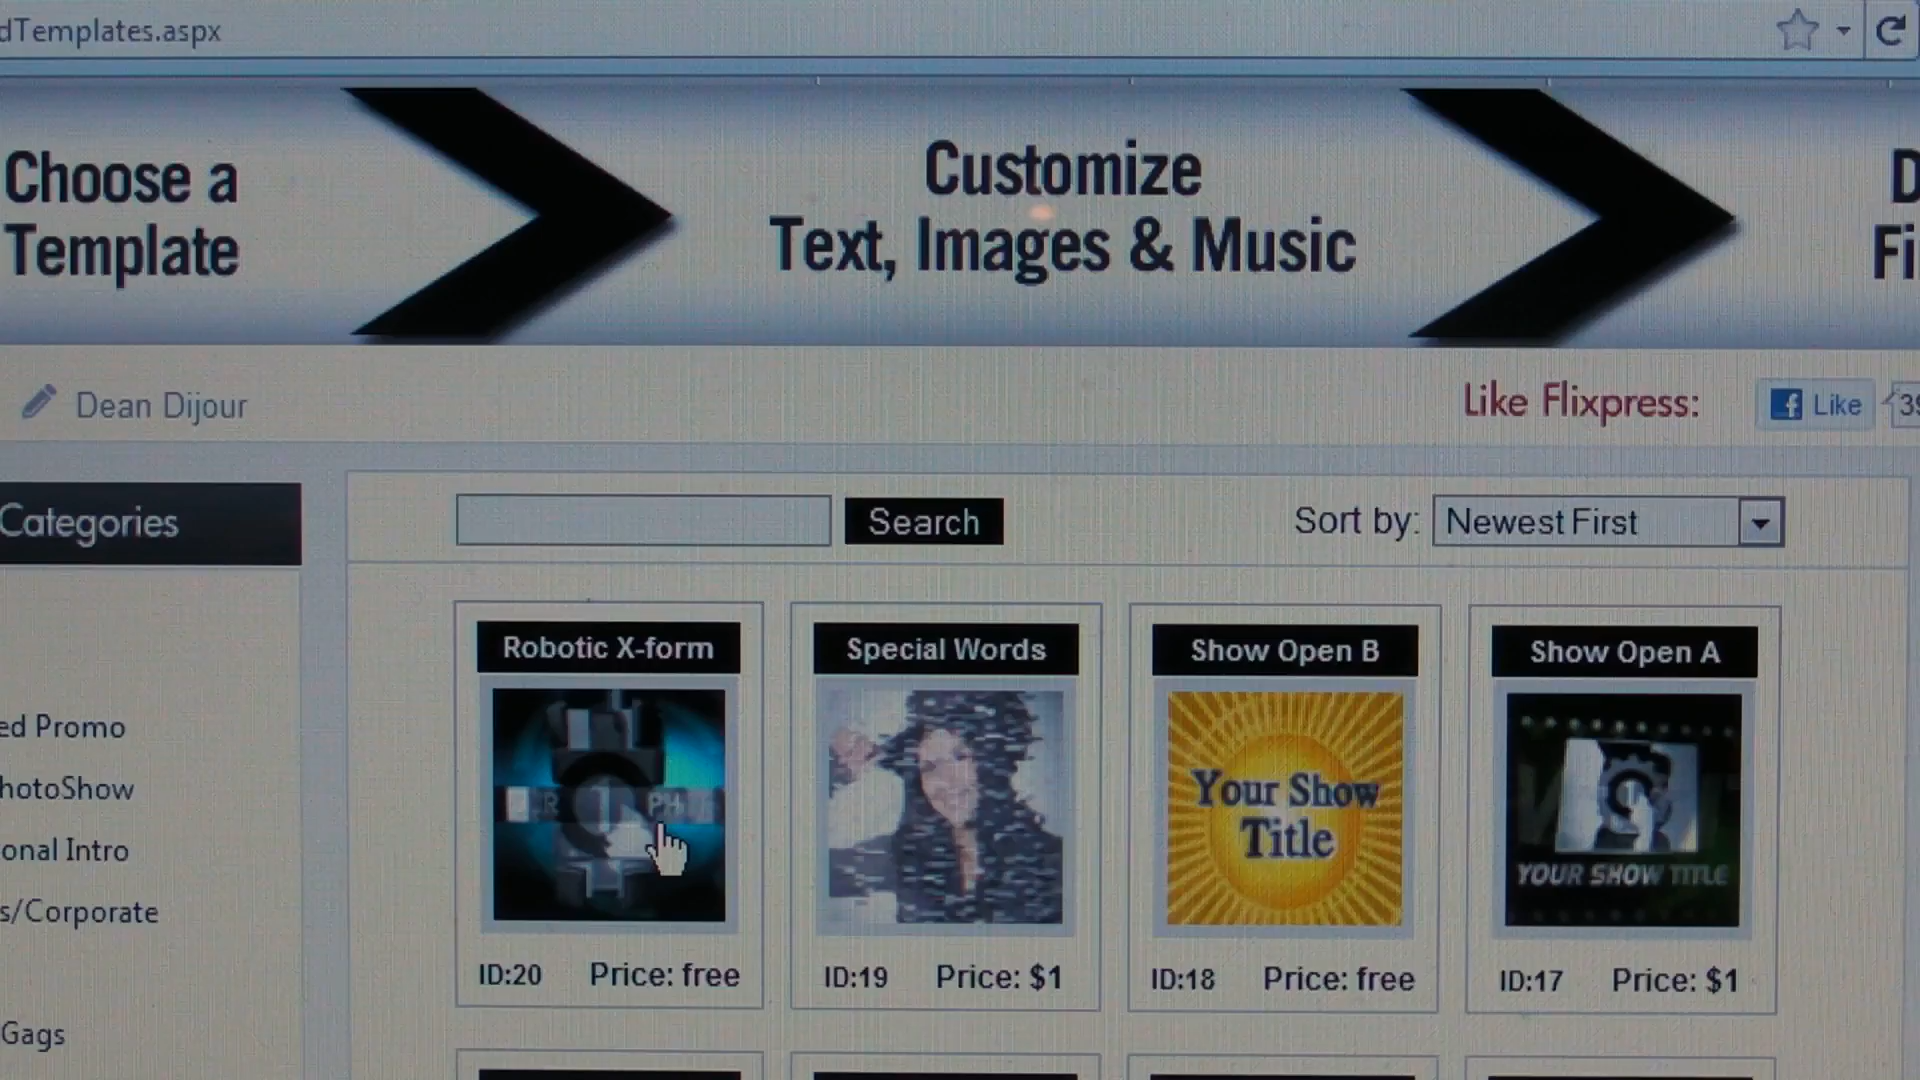 dTemplates.aspx
Choose a
Template
Customize
Text, Images & Music
D
Fi
Dean Dijour
Like Flixpress:
Like
39
Categories
Search
Sort by:
Newest First
Robotic X-form
Special Words
Show Open B
Show Open A
Your Show
Title
YOUR SHOW TITLE
ID:20
Price: free
ID:19
Price: $1
ID:18
Price: free
ID:17
Price: $1
ed Promo
hotoShow
onal Intro
s/Corporate
Gags